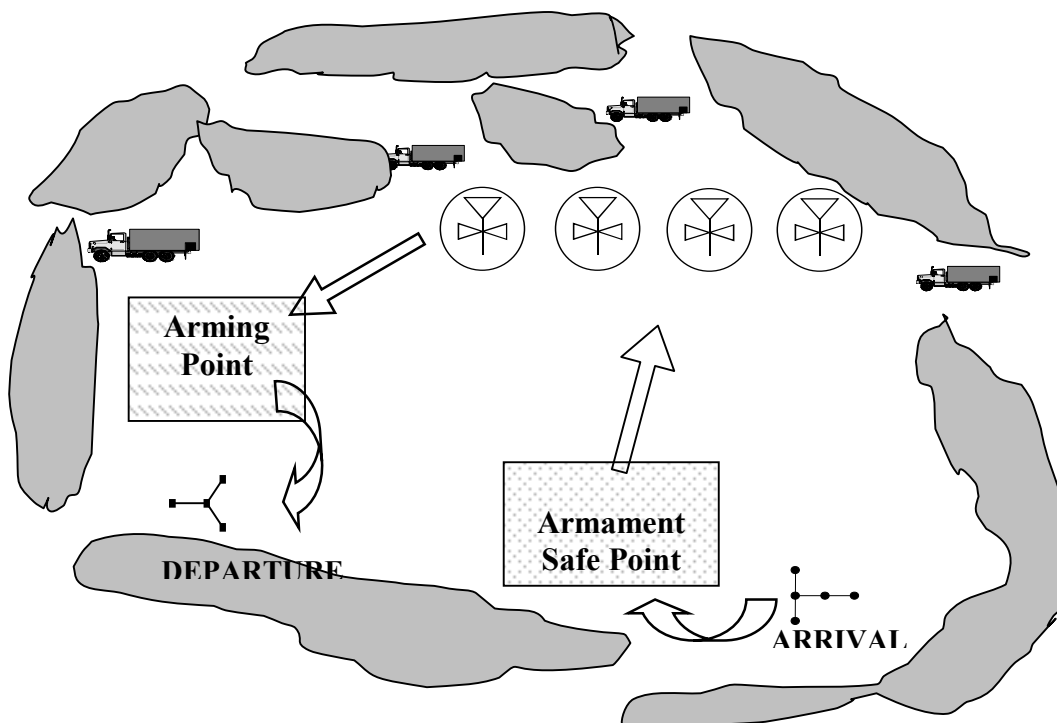 Arming
Point
Armament
Safe Point
DEPARTURE
ARRIVAL